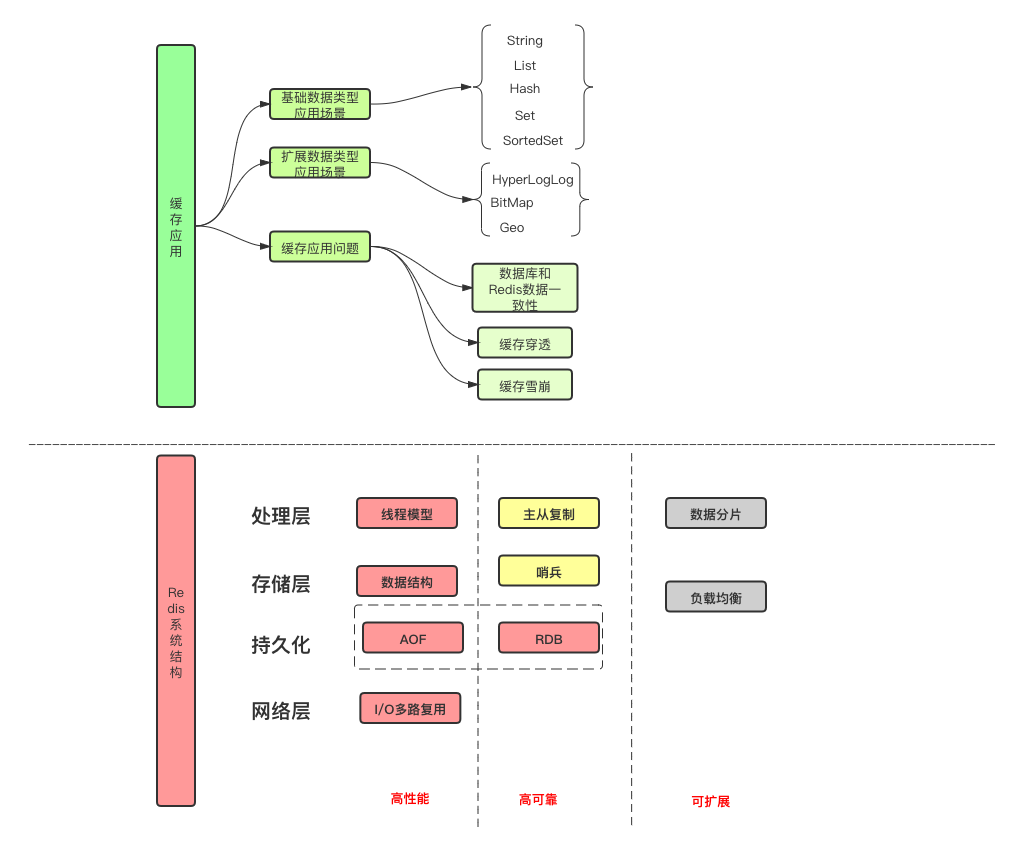 缓
存
应
用
基础数据类型
应用场景
扩展数据类型
应用场景
缓存应用问题
String
List
Hash
Set
SortedSet
HyperLogLog
BitMap
Geo
数据库和
Redis数据一
致性
缓存穿透
缓存雪崩
Re
dis
系
统
结
构
处理层
线程模型
主从复制
数据分片
存储层
数据结构
哨兵
负载均衡
持久化
AOF
RDB
网络层
I/O多路复用
高性能
高可靠
可扩展